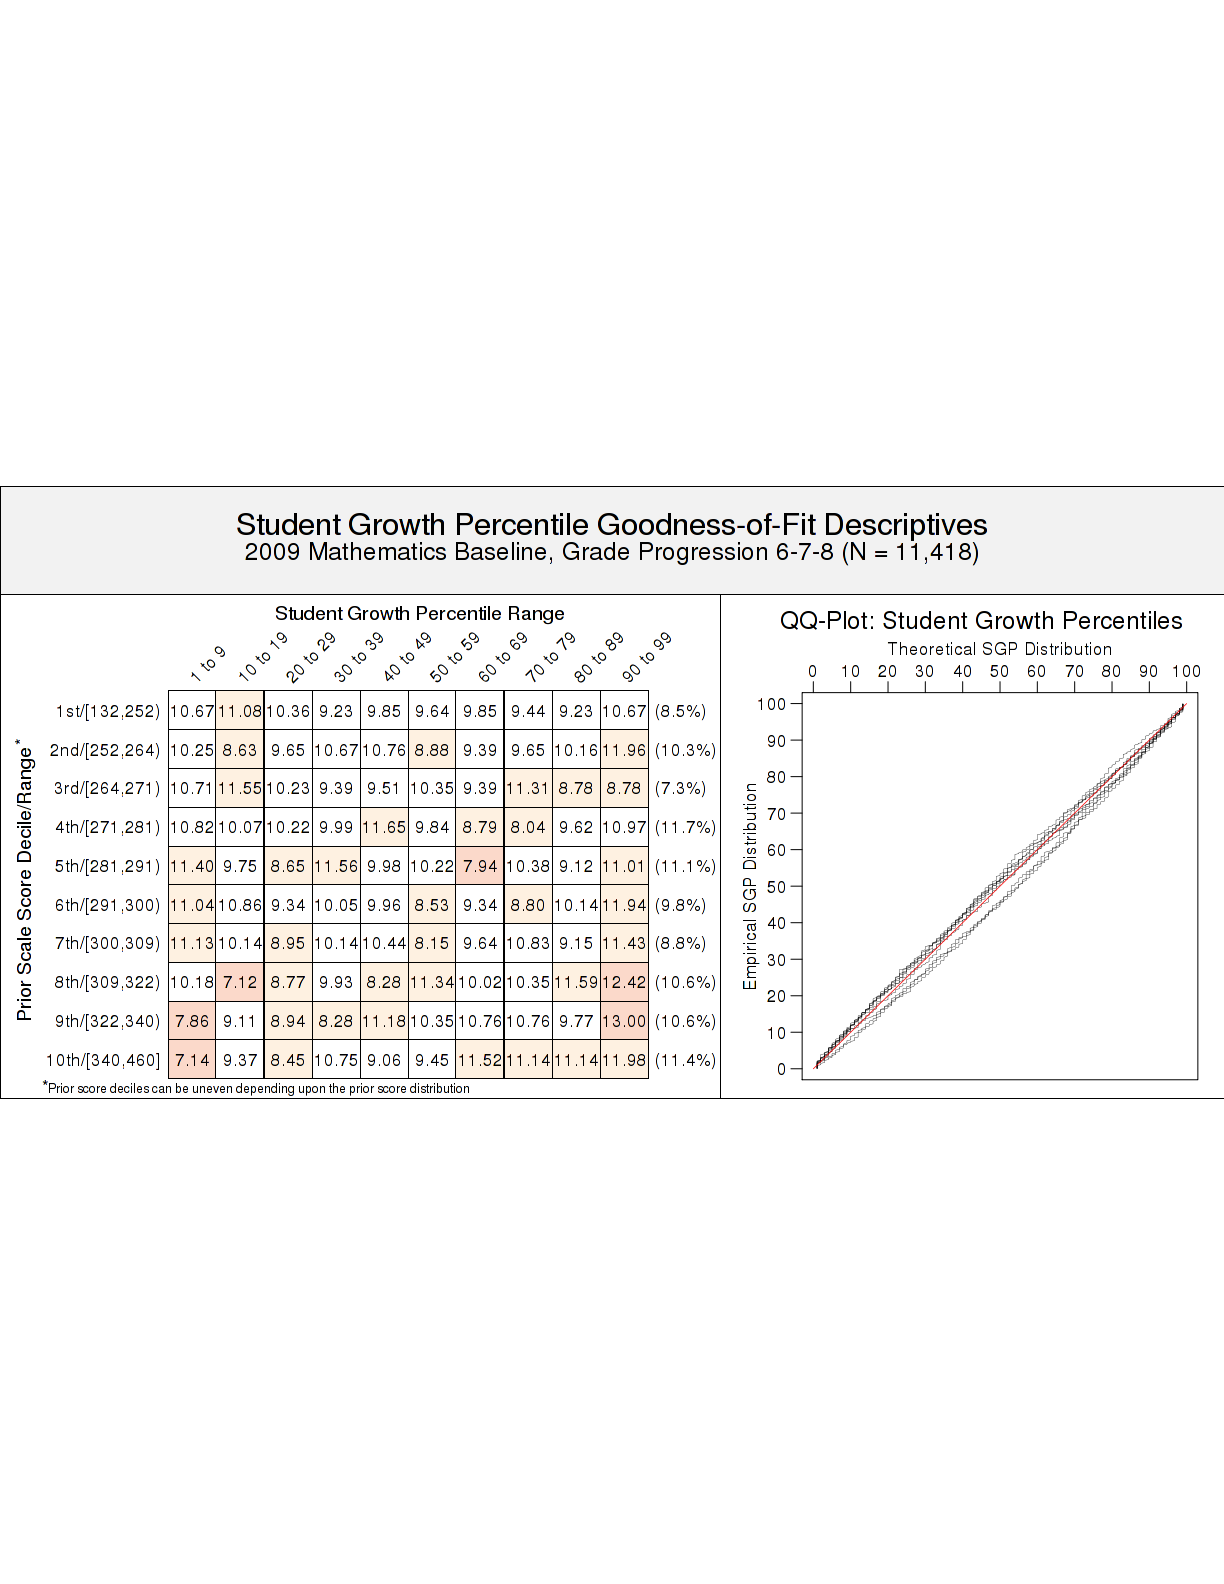 Student Growth Percentile Goodness-of-Fit Descriptives
2009 Mathematics Baseline, Grade Progression 6-7-8 (N = 11,418)
Student Growth Percentile Range
1 to 9 10 to 19 20 to 29 30 to 39 40 to 49 50 to 59 60 to 69 70 to 79 80 to 89 90 to 99
Prior Scale Score Decile/Range*
1st/[132,252) 10.67 11.08 10.36 9.23 9.85 9.64 9.85 9.44 9.23 10.67 (8.5%)
2nd/[252,264) 10.25 8.63 9.65 10.67 10.76 8.88 9.39 9.65 10.16 11.96 (10.3%)
3rd/[264,271) 10.71 11.55 10.23 9.39 9.51 10.35 9.39 11.31 8.78 8.78 (7.3%)
4th/[271,281) 10.82 10.07 10.22 9.99 11.65 9.84 8.79 8.04 9.62 10.97 (11.7%)
5th/[281,291) 11.40 9.75 8.65 11.56 9.98 10.22 7.94 10.38 9.12 11.01 (11.1%)
6th/[291,300) 11.04 10.86 9.34 10.05 9.96 8.53 9.34 8.80 10.14 11.94 (9.8%)
7th/[300,309) 11.13 10.14 8.95 10.14 10.44 8.15 9.64 10.83 9.15 11.43 (8.8%)
8th/[309,322) 10.18 7.12 8.77 9.93 8.28 11.34 10.02 10.35 11.59 12.42 (10.6%)
9th/[322,340) 7.86 9.11 8.94 8.28 11.18 10.35 10.76 10.76 9.77 13.00 (10.6%)
10th/[340,460] 7.14 9.37 8.45 10.75 9.06 9.45 11.52 11.14 11.14 11.98 (11.4%)
*Prior score deciles can be uneven depending upon the prior score distribution
QQ-Plot: Student Growth Percentiles
Theoretical SGP Distribution
0 10 20 30 40 50 60 70 80 90 100
Empirical SGP Distribution
100
90
80
70
60
50
40
30
20
10
0